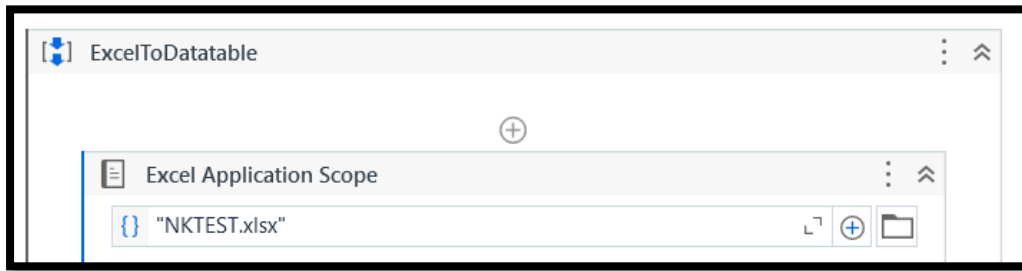 ExcelToDatatable
Excel Application Scope
{} "NKTEST.xlsx"